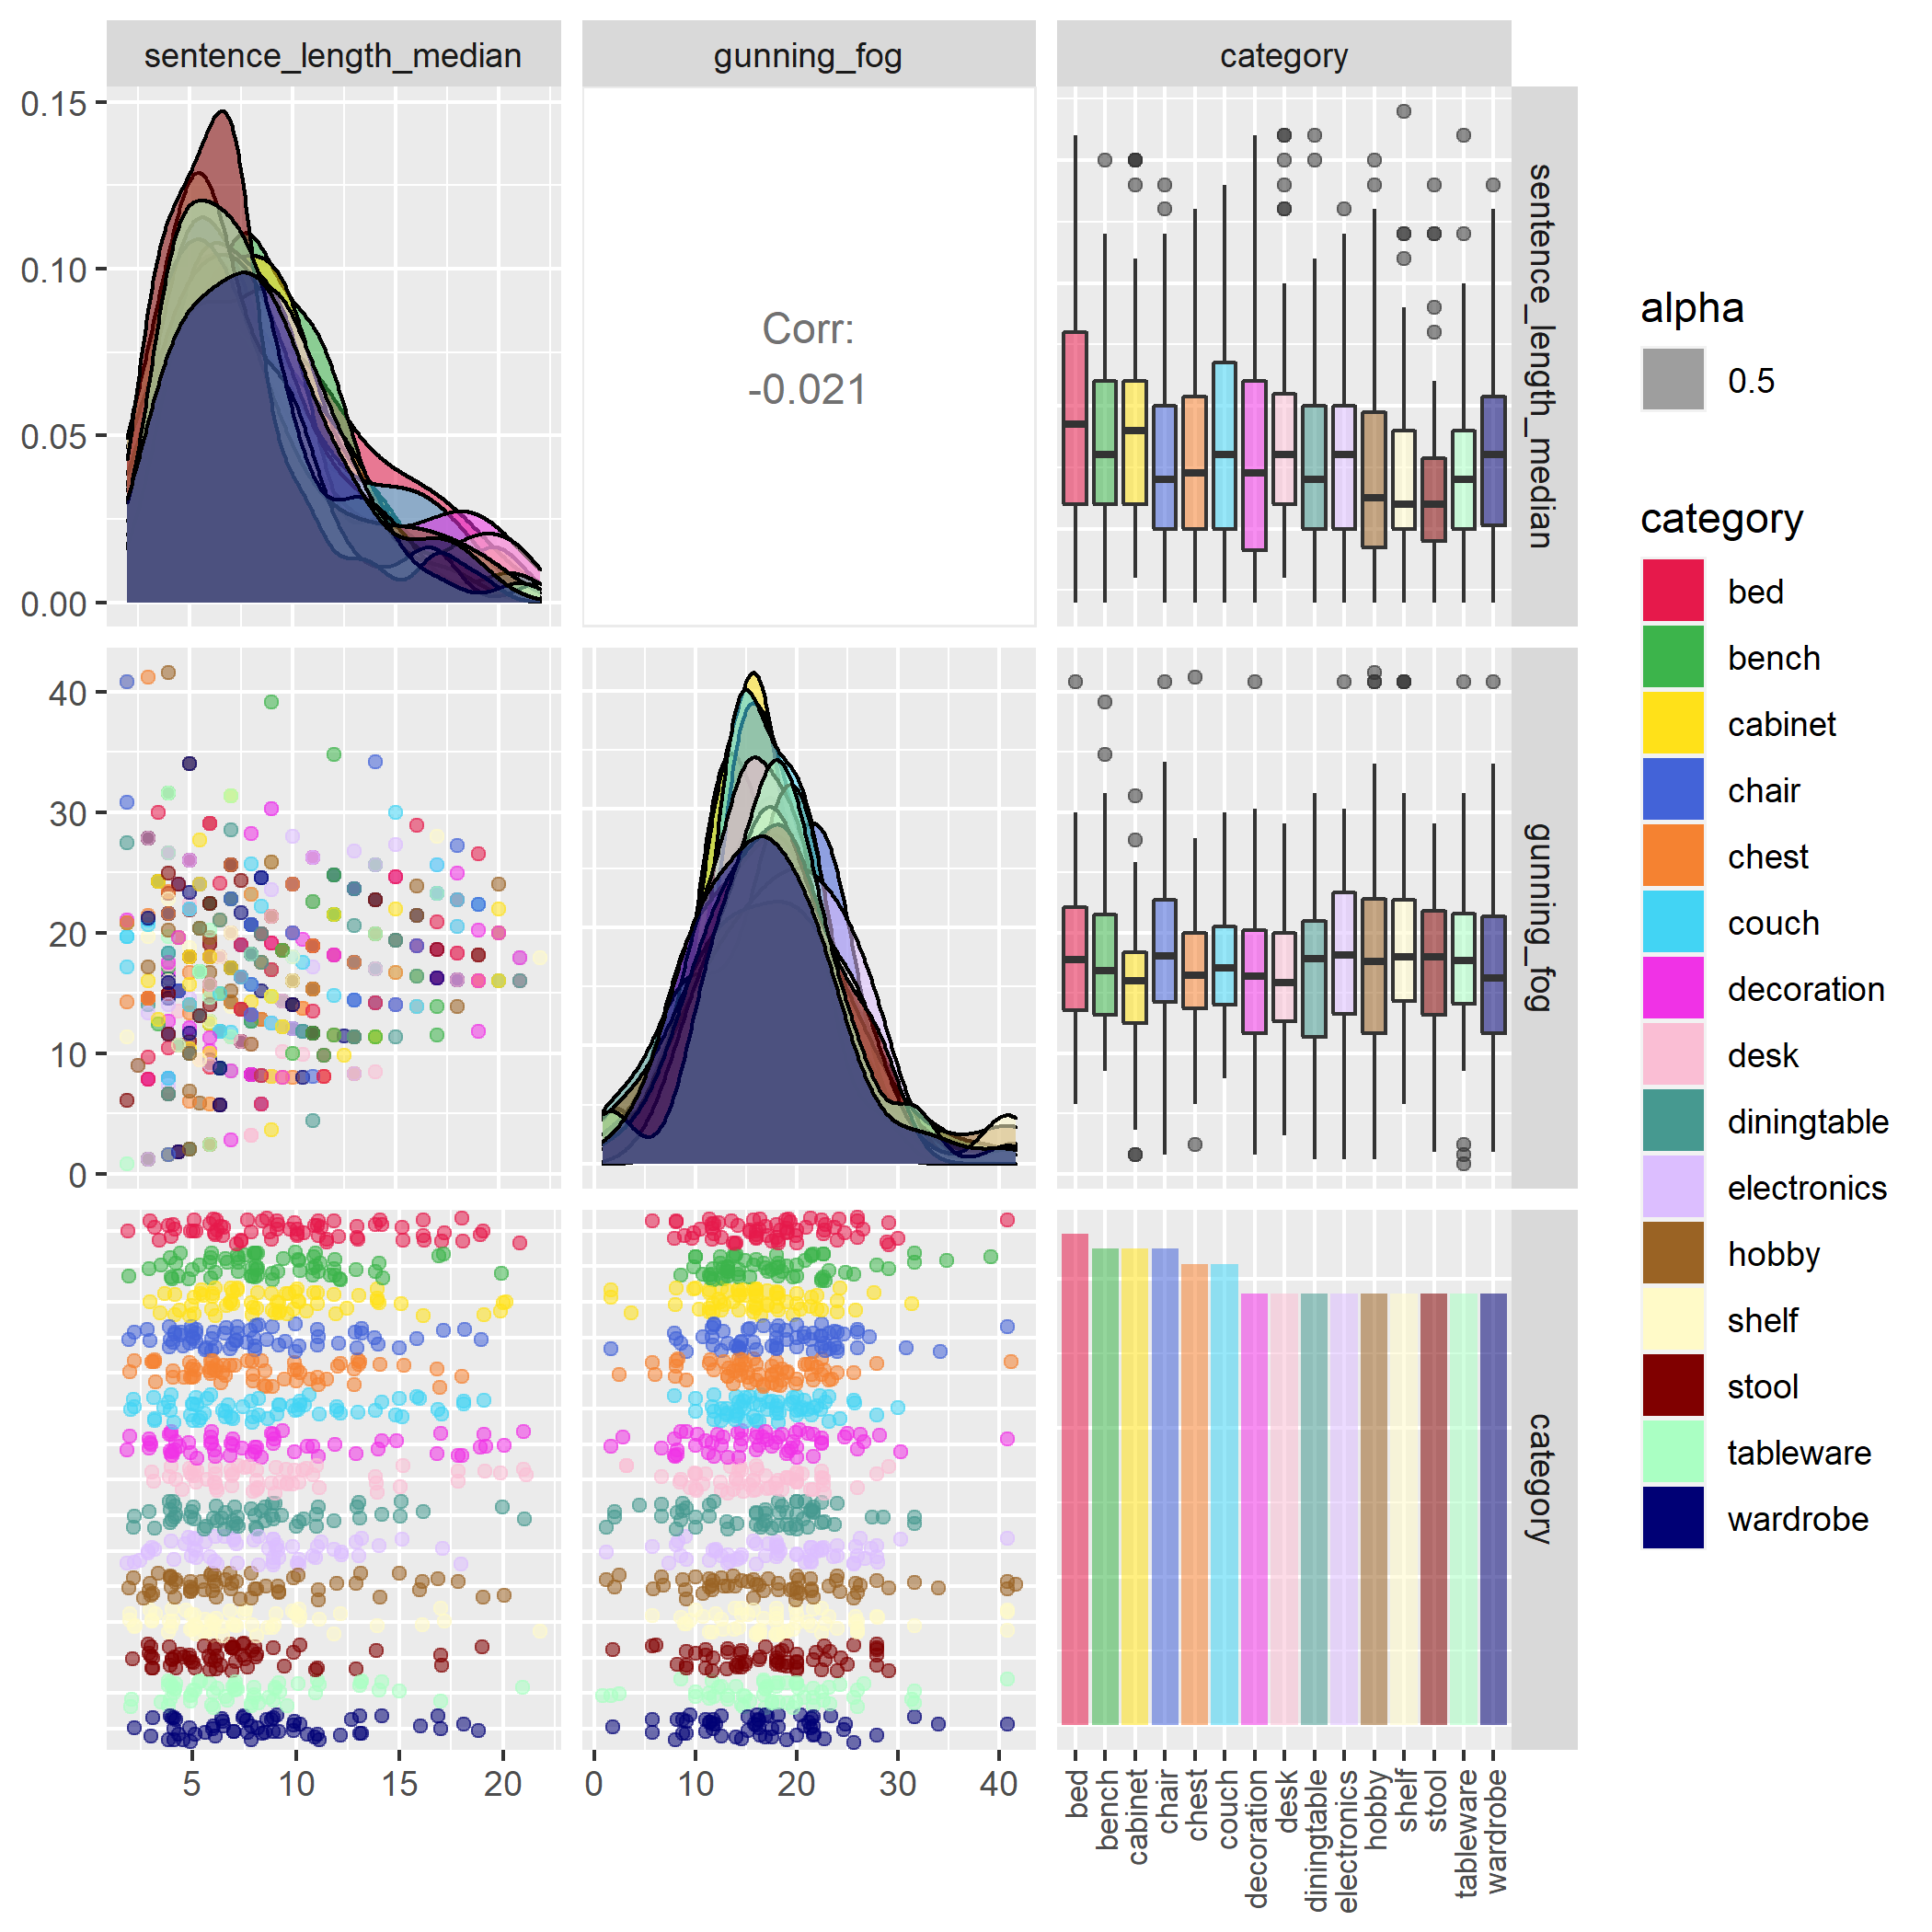 sentence_length_median
gunning_fog
category
0.15
0.10
0.05
0.00
Corr:
-0.021
sentence_length_median
40
30
20
10
0
gunning_fog
category
5
10
15
20
0
10
20
30
40
bed
bench
cabinet
chair
chest
couch
decoration
desk
diningtable
electronics
hobby
shelf
stool
tableware
wardrobe
alpha
0.5
category
bed
bench
cabinet
chair
chest
couch
decoration
desk
diningtable
electronics
hobby
shelf
stool
tableware
wardrobe